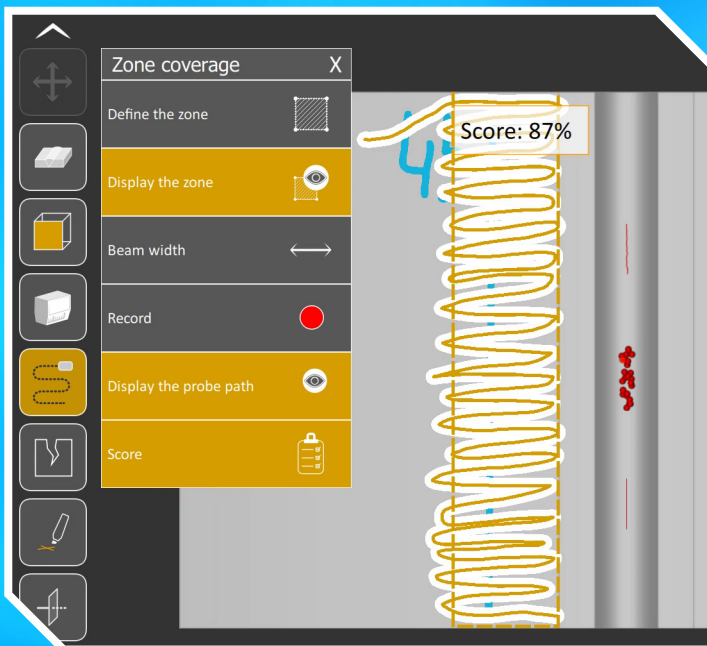 Zone coverage X
Define the zone
Display the zone
Beam width
Record
Display the probe path
Score
Score: 87%